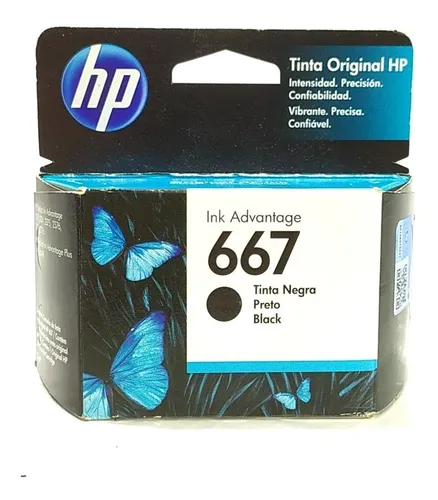 hp
Tinta Original HP
Intensidad. Precisión.
Confiabilidad.
Vibrante. Precisa.
Confiável.
Ink Advantage
667
Tinta Negra
Preto
Black